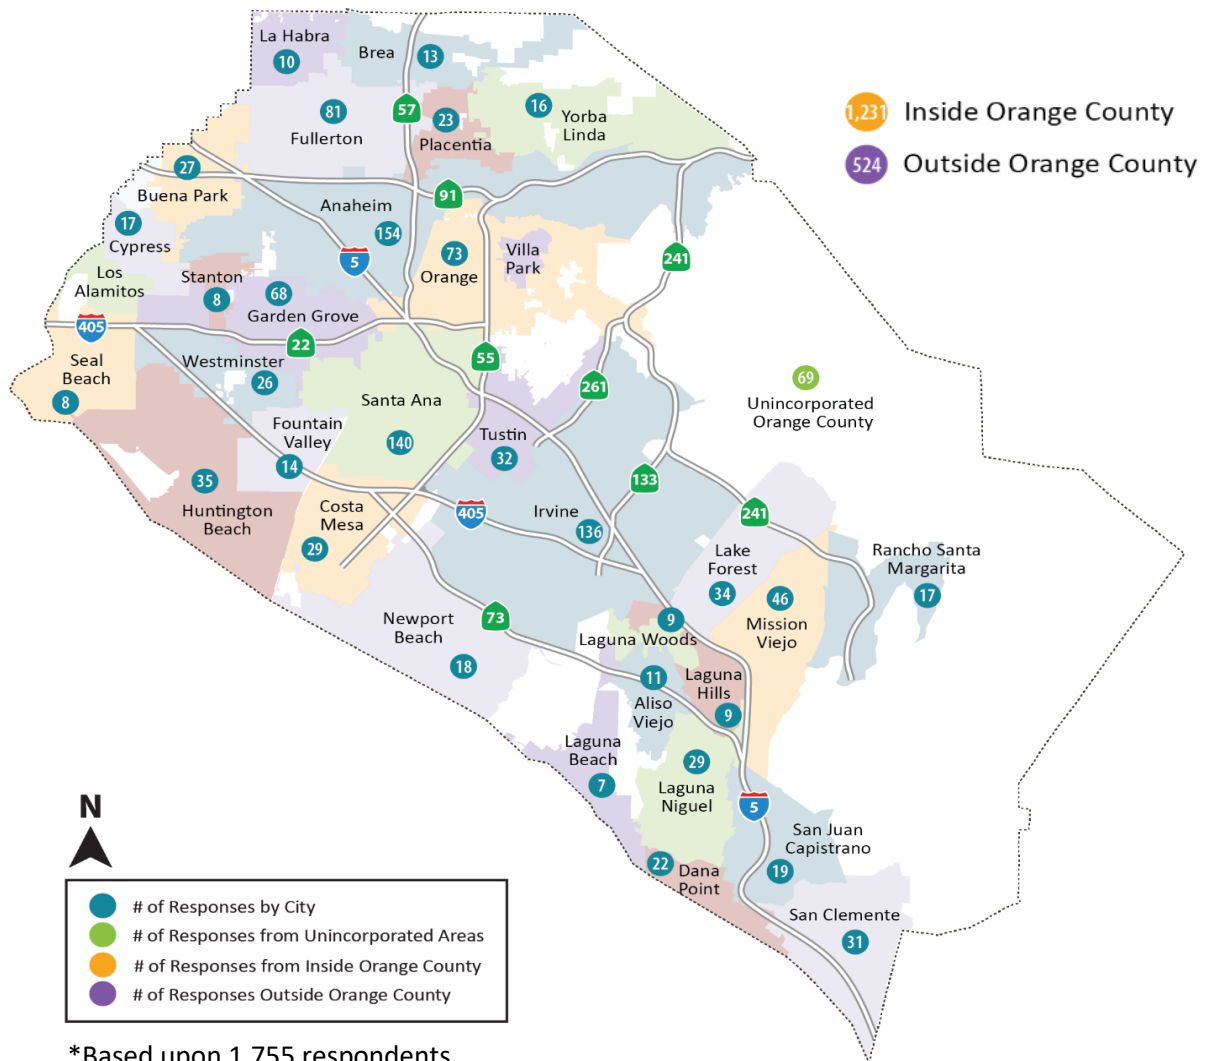 La Habra
10
Brea
13
81
Fullerton
57
23
Placentia
16
Yorba
Linda
1,231
Inside Orange County
524
Outside Orange County
27
Buena Park
91
17
Cypress
Anaheim
154
5
73
Orange
Villa
Park
241
Los
Alamitos
Stanton
8
68
Garden Grove
405
22
55
Seal
Beach
8
Westminster
26
261
69
Unincorporated
Orange County
Santa Ana
140
Fountain
Valley
14
Tustin
32
35
Huntington
Beach
Costa
Mesa
29
405
Irvine
136
133
241
Lake
Forest
34
46
Mission
Viejo
Rancho Santa
Margarita
17
Newport
Beach
18
73
9
Laguna Woods
11
Aliso
Viejo
Laguna
Hills
9
Laguna
Beach
7
29
Laguna
Niguel
5
San Juan
Capistrano
19
22
Dana
Point
San Clemente
31
N
# of Responses by City
# of Responses from Unincorporated Areas
# of Responses from Inside Orange County
# of Responses Outside Orange County
*Based upon 1,755 respondents